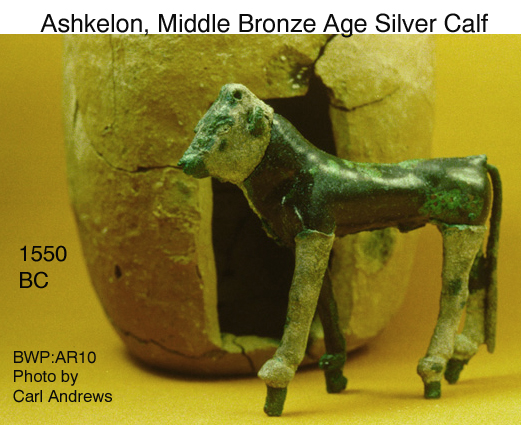 Ashkelon, Middle Bronze Age Silver Calf
1550
BC
BWP:AR10
Photo by
Carl Andrews